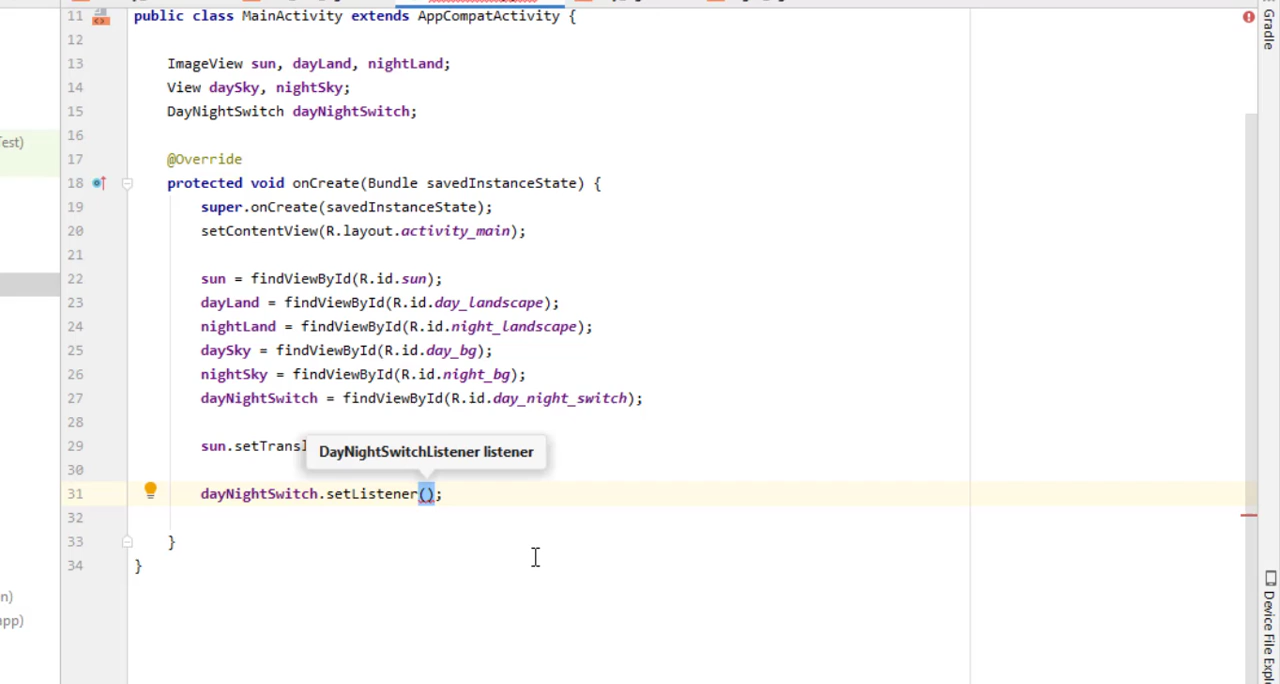 11 public class MainActivity extends AppCompatActivity {
12
13 ImageView sun, dayLand, nightLand;
14 View daySky, nightSky;
15 DayNightSwitch dayNightSwitch;
16
17 @Override
18 protected void onCreate(Bundle savedInstanceState) {
19 super.onCreate(savedInstanceState);
20 setContentView(R.layout.activity_main);
21
22 sun = findViewById(R.id.sun);
23 dayLand = findViewById(R.id.day_landscape);
24 nightLand = findViewById(R.id.night_landscape);
25 daySky = findViewById(R.id.day_bg);
26 nightSky = findViewById(R.id.night_bg);
27 dayNightSwitch = findViewById(R.id.day_night_switch);
28
29 sun.setTransl
DayNightSwitchListener listener
30
31 dayNightSwitch.setListener();
32
33 }
34 }
Gradle
Device File Explo